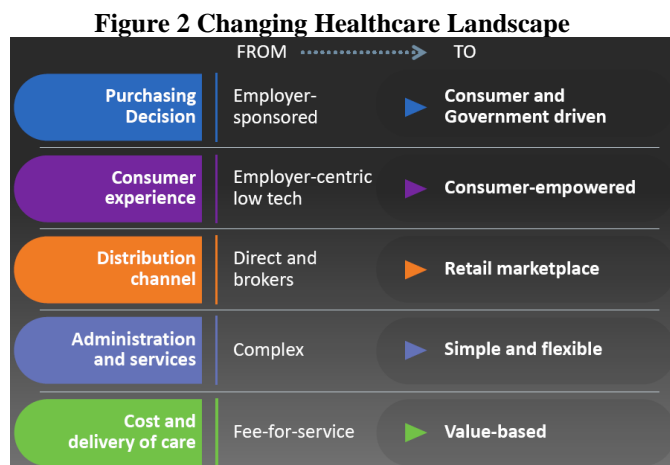 Figure 2 Changing Healthcare Landscape
FROM TO
Purchasing
Decision
Employer-
sponsored
Consumer and
Government driven
Consumer
experience
Employer-centric
low tech
Consumer-empowered
Distribution
channel
Direct and
brokers
Retail marketplace
Administration
and services
Complex
Simple and flexible
Cost and
delivery of care
Fee-for-service
Value-based